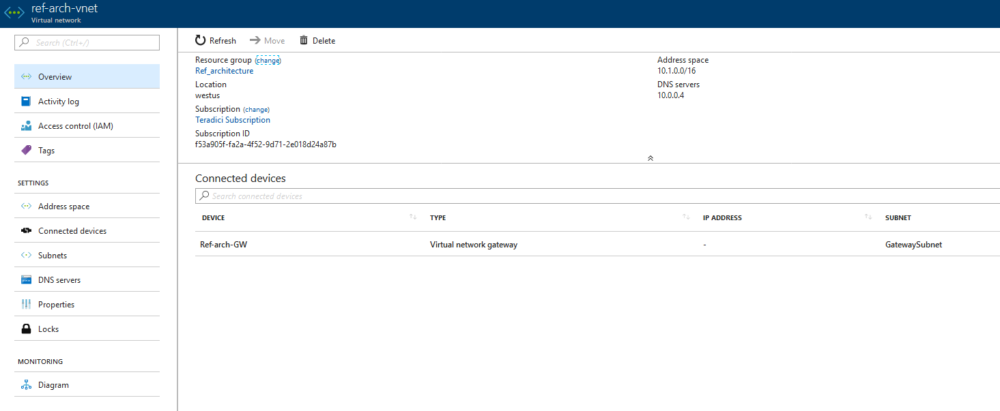 ref-arch-vnet
Virtual network
Search (Ctrl+/)
Overview
Activity log
Access control (IAM)
Tags
SETTINGS
Address space
Connected devices
Subnets
DNS servers
Properties
Locks
MONITORING
Diagram
Refresh
Move
Delete
Resource group (change)
Ref_architecture
Location
westus
Subscription (change)
Teradici Subscription
Subscription ID
f53a905f-fa2a-4f52-9d71-2e018d24a87b
Address space
10.1.0.0/16
DNS servers
10.0.0.4
Connected devices
Search connected devices
DEVICE TYPE IP ADDRESS SUBNET
Ref-arch-GW Virtual network gateway - GatewaySubnet